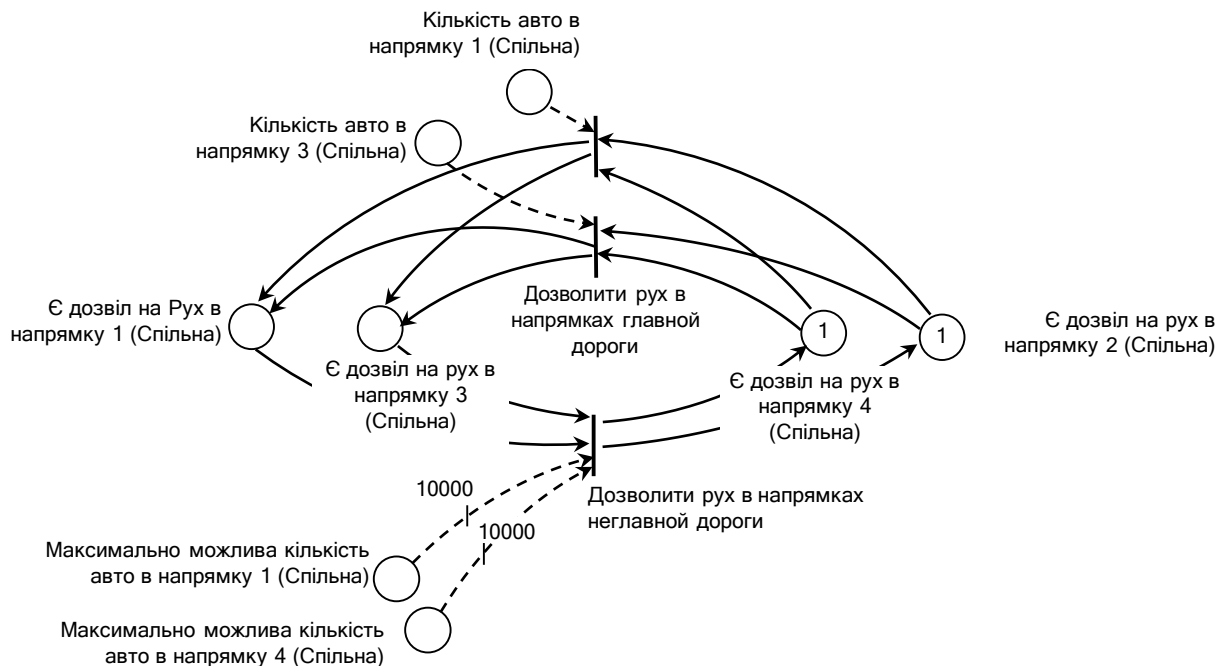 Кількість авто в
напрямку 1 (Спільна)
Кількість авто в
напрямку 3 (Спільна)
Є дозвіл на Рух в
напрямку 1 (Спільна)
Дозволити рух в
напрямках главной
дороги
1
1
Є дозвіл на рух в
напрямку 2 (Спільна)
Є дозвіл на рух в
напрямку 3
(Спільна)
Є дозвіл на рух в
напрямку 4
(Спільна)
10000
10000
Дозволити рух в напрямках
неглавной дороги
Максимально можлива кількість
авто в напрямку 1 (Спільна)
Максимально можлива кількість
авто в напрямку 4 (Спільна)